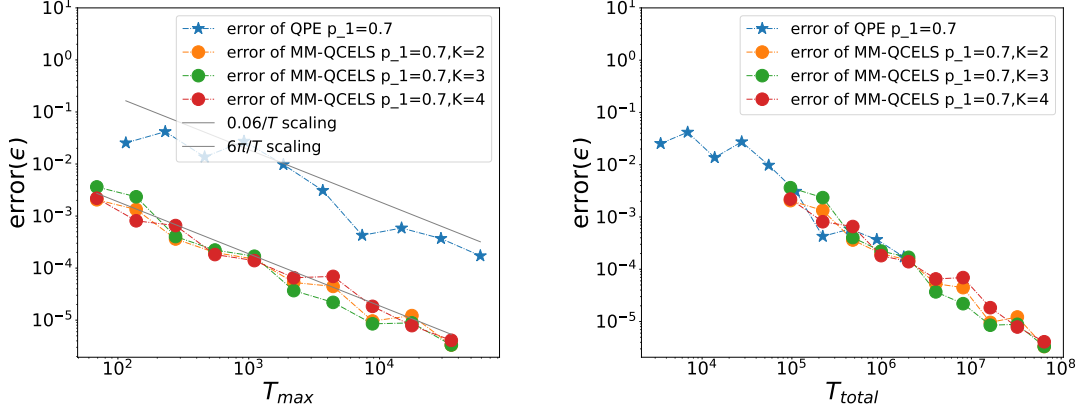 10^1
10^0
10^-1
10^-2
10^-3
10^-4
10^-5
error(ϵ)
10^2
10^3
10^4
T_max
error of QPE p_1=0.7
error of MM-QCELS p_1=0.7,K=2
error of MM-QCELS p_1=0.7,K=3
error of MM-QCELS p_1=0.7,K=4
0.06/T scaling
6π/T scaling
10^1
10^0
10^-1
10^-2
10^-3
10^-4
10^-5
error(ϵ)
10^4
10^5
10^6
10^7
10^8
T_total
error of QPE p_1=0.7
error of MM-QCELS p_1=0.7,K=2
error of MM-QCELS p_1=0.7,K=3
error of MM-QCELS p_1=0.7,K=4